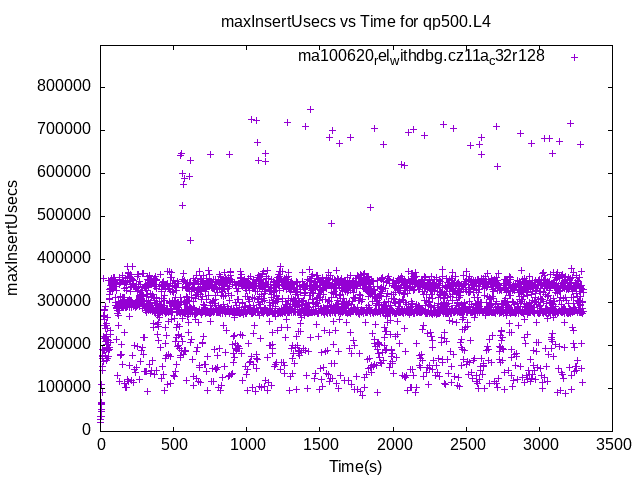 maxInsertUsecs vs Time for qp500.L4
ma100620relwithdbg.cz11ac32r128
800000
700000
600000
500000
400000
300000
200000
100000
0
maxInsertUsecs
0 500 1000 1500 2000 2500 3000 3500
Time(s)